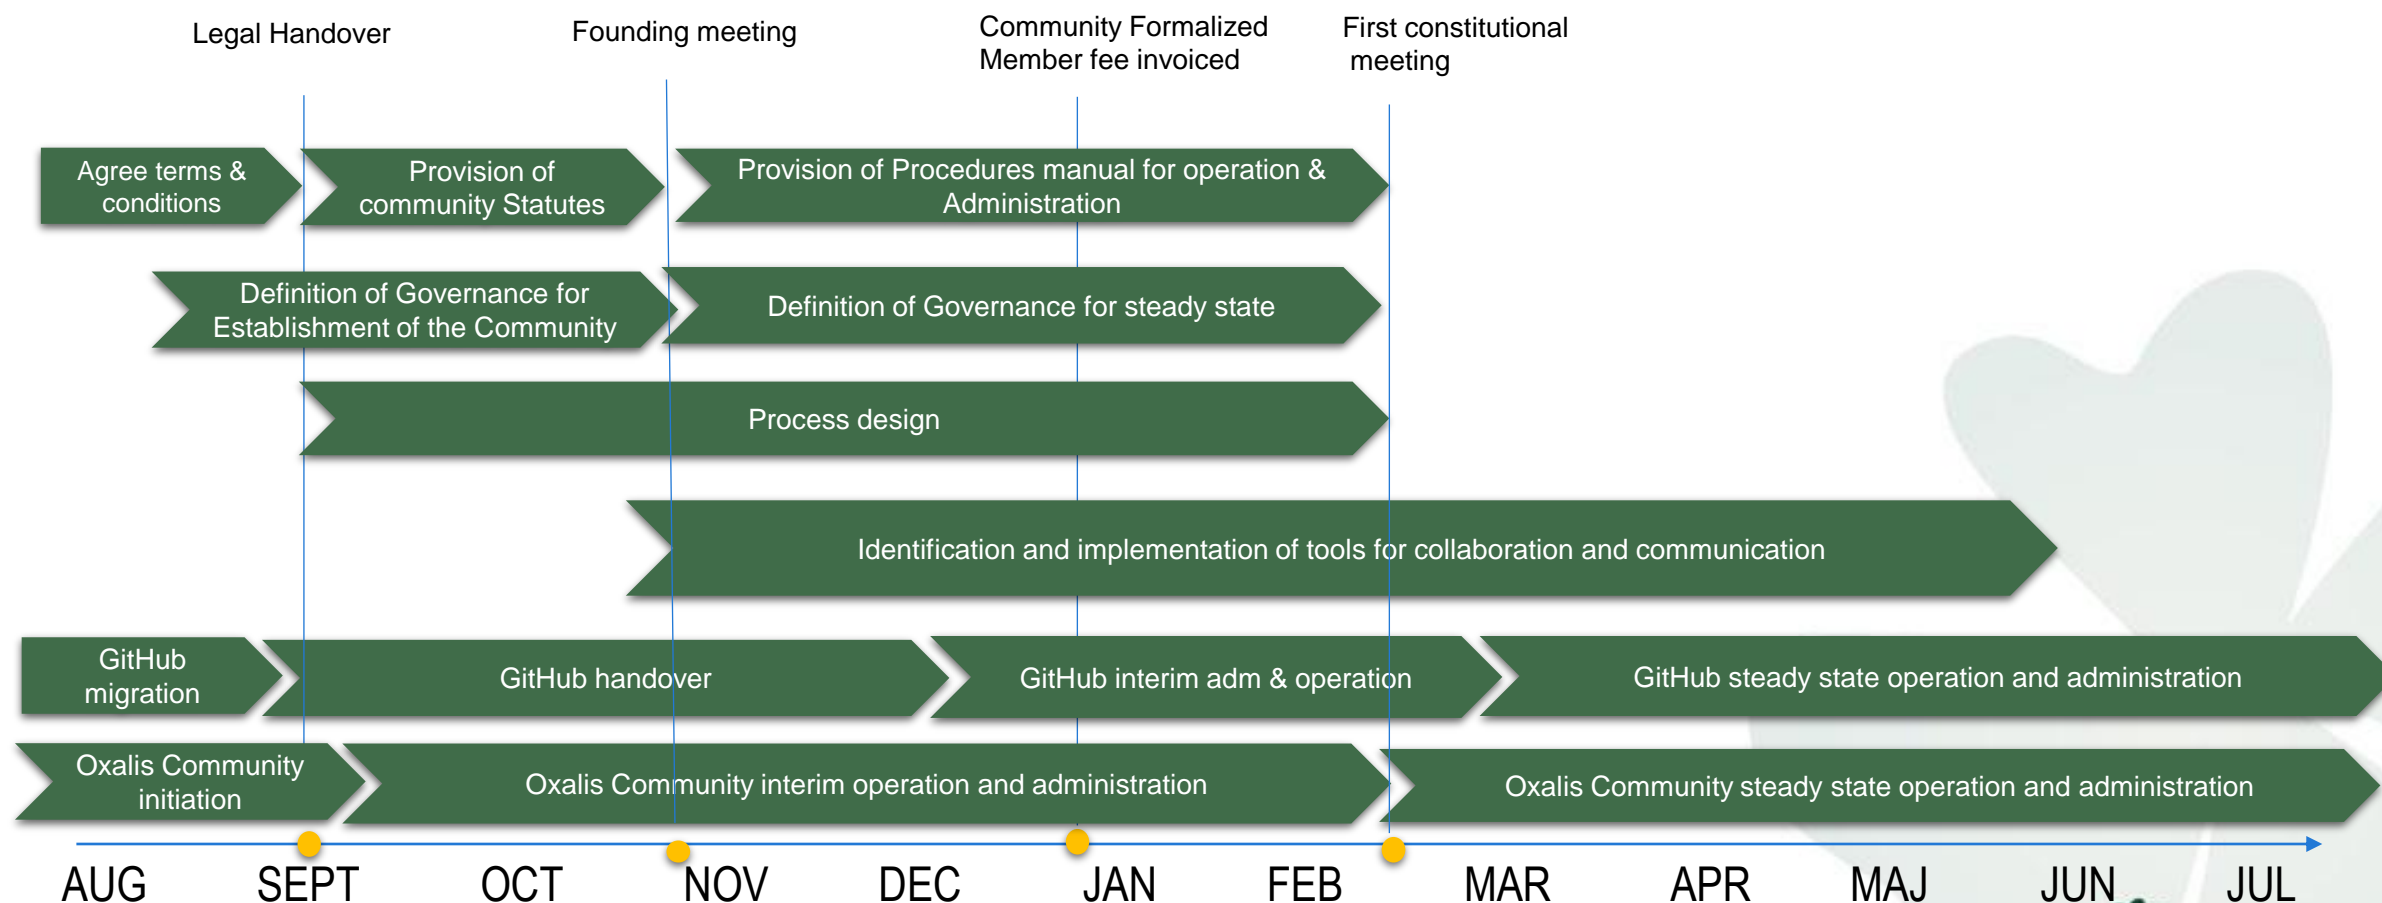 Legal Handover
Founding meeting
Community Formalized
Member fee invoiced
First constitutional
meeting
Agree terms &
conditions
Provision of
community Statutes
Provision of Procedures manual for operation &
Administration
Definition of Governance for
Establishment of the Community
Definition of Governance for steady state
Process design
Identification and implementation of tools for collaboration and communication
GitHub
migration
GitHub handover
GitHub interim adm & operation
GitHub steady state operation and administration
Oxalis Community
initiation
Oxalis Community interim operation and administration
Oxalis Community steady state operation and administration
AUG SEPT OCT NOV DEC JAN FEB MAR APR MAJ JUN JUL